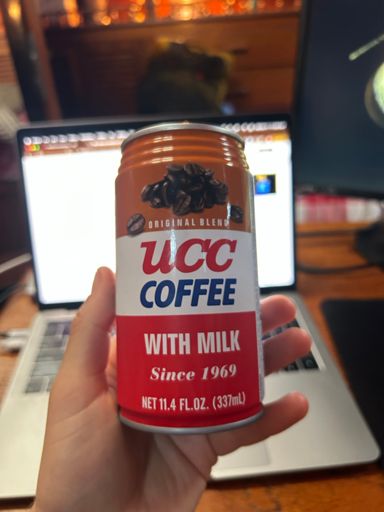 ORIGINAL BLEND
UCC
COFFEE
WITH MILK
Since 1969
NET 11.4 FL.OZ. (337mL)